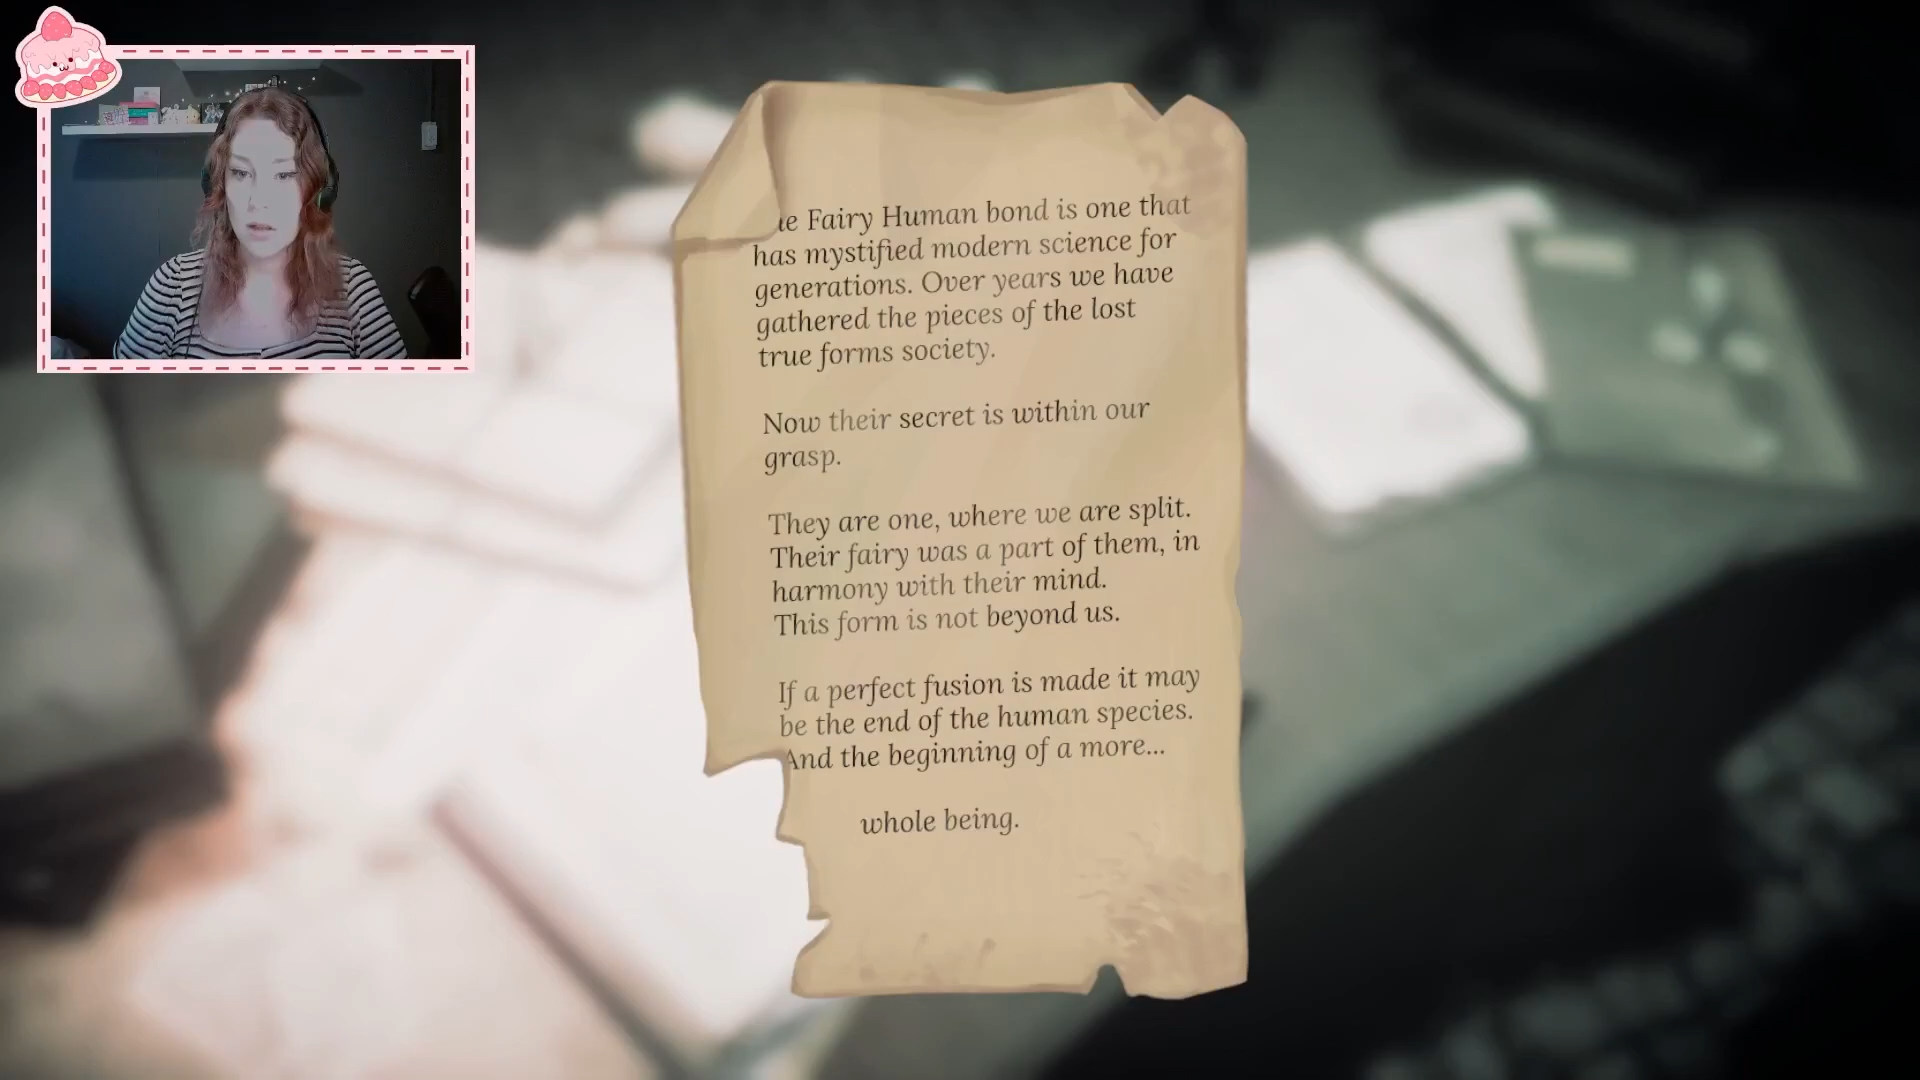 Fairy Human bond is one that
has mystified modern science for
generations. Over years we have
gathered the pieces of the lost
true forms society.
Now their secret is within our
grasp.
They are one, where we are split.
Their fairy was a part of them, in
harmony with their mind.
This form is not beyond us.
If a perfect fusion is made it may
be the end of the human species.
And the beginning of a more...
whole being.